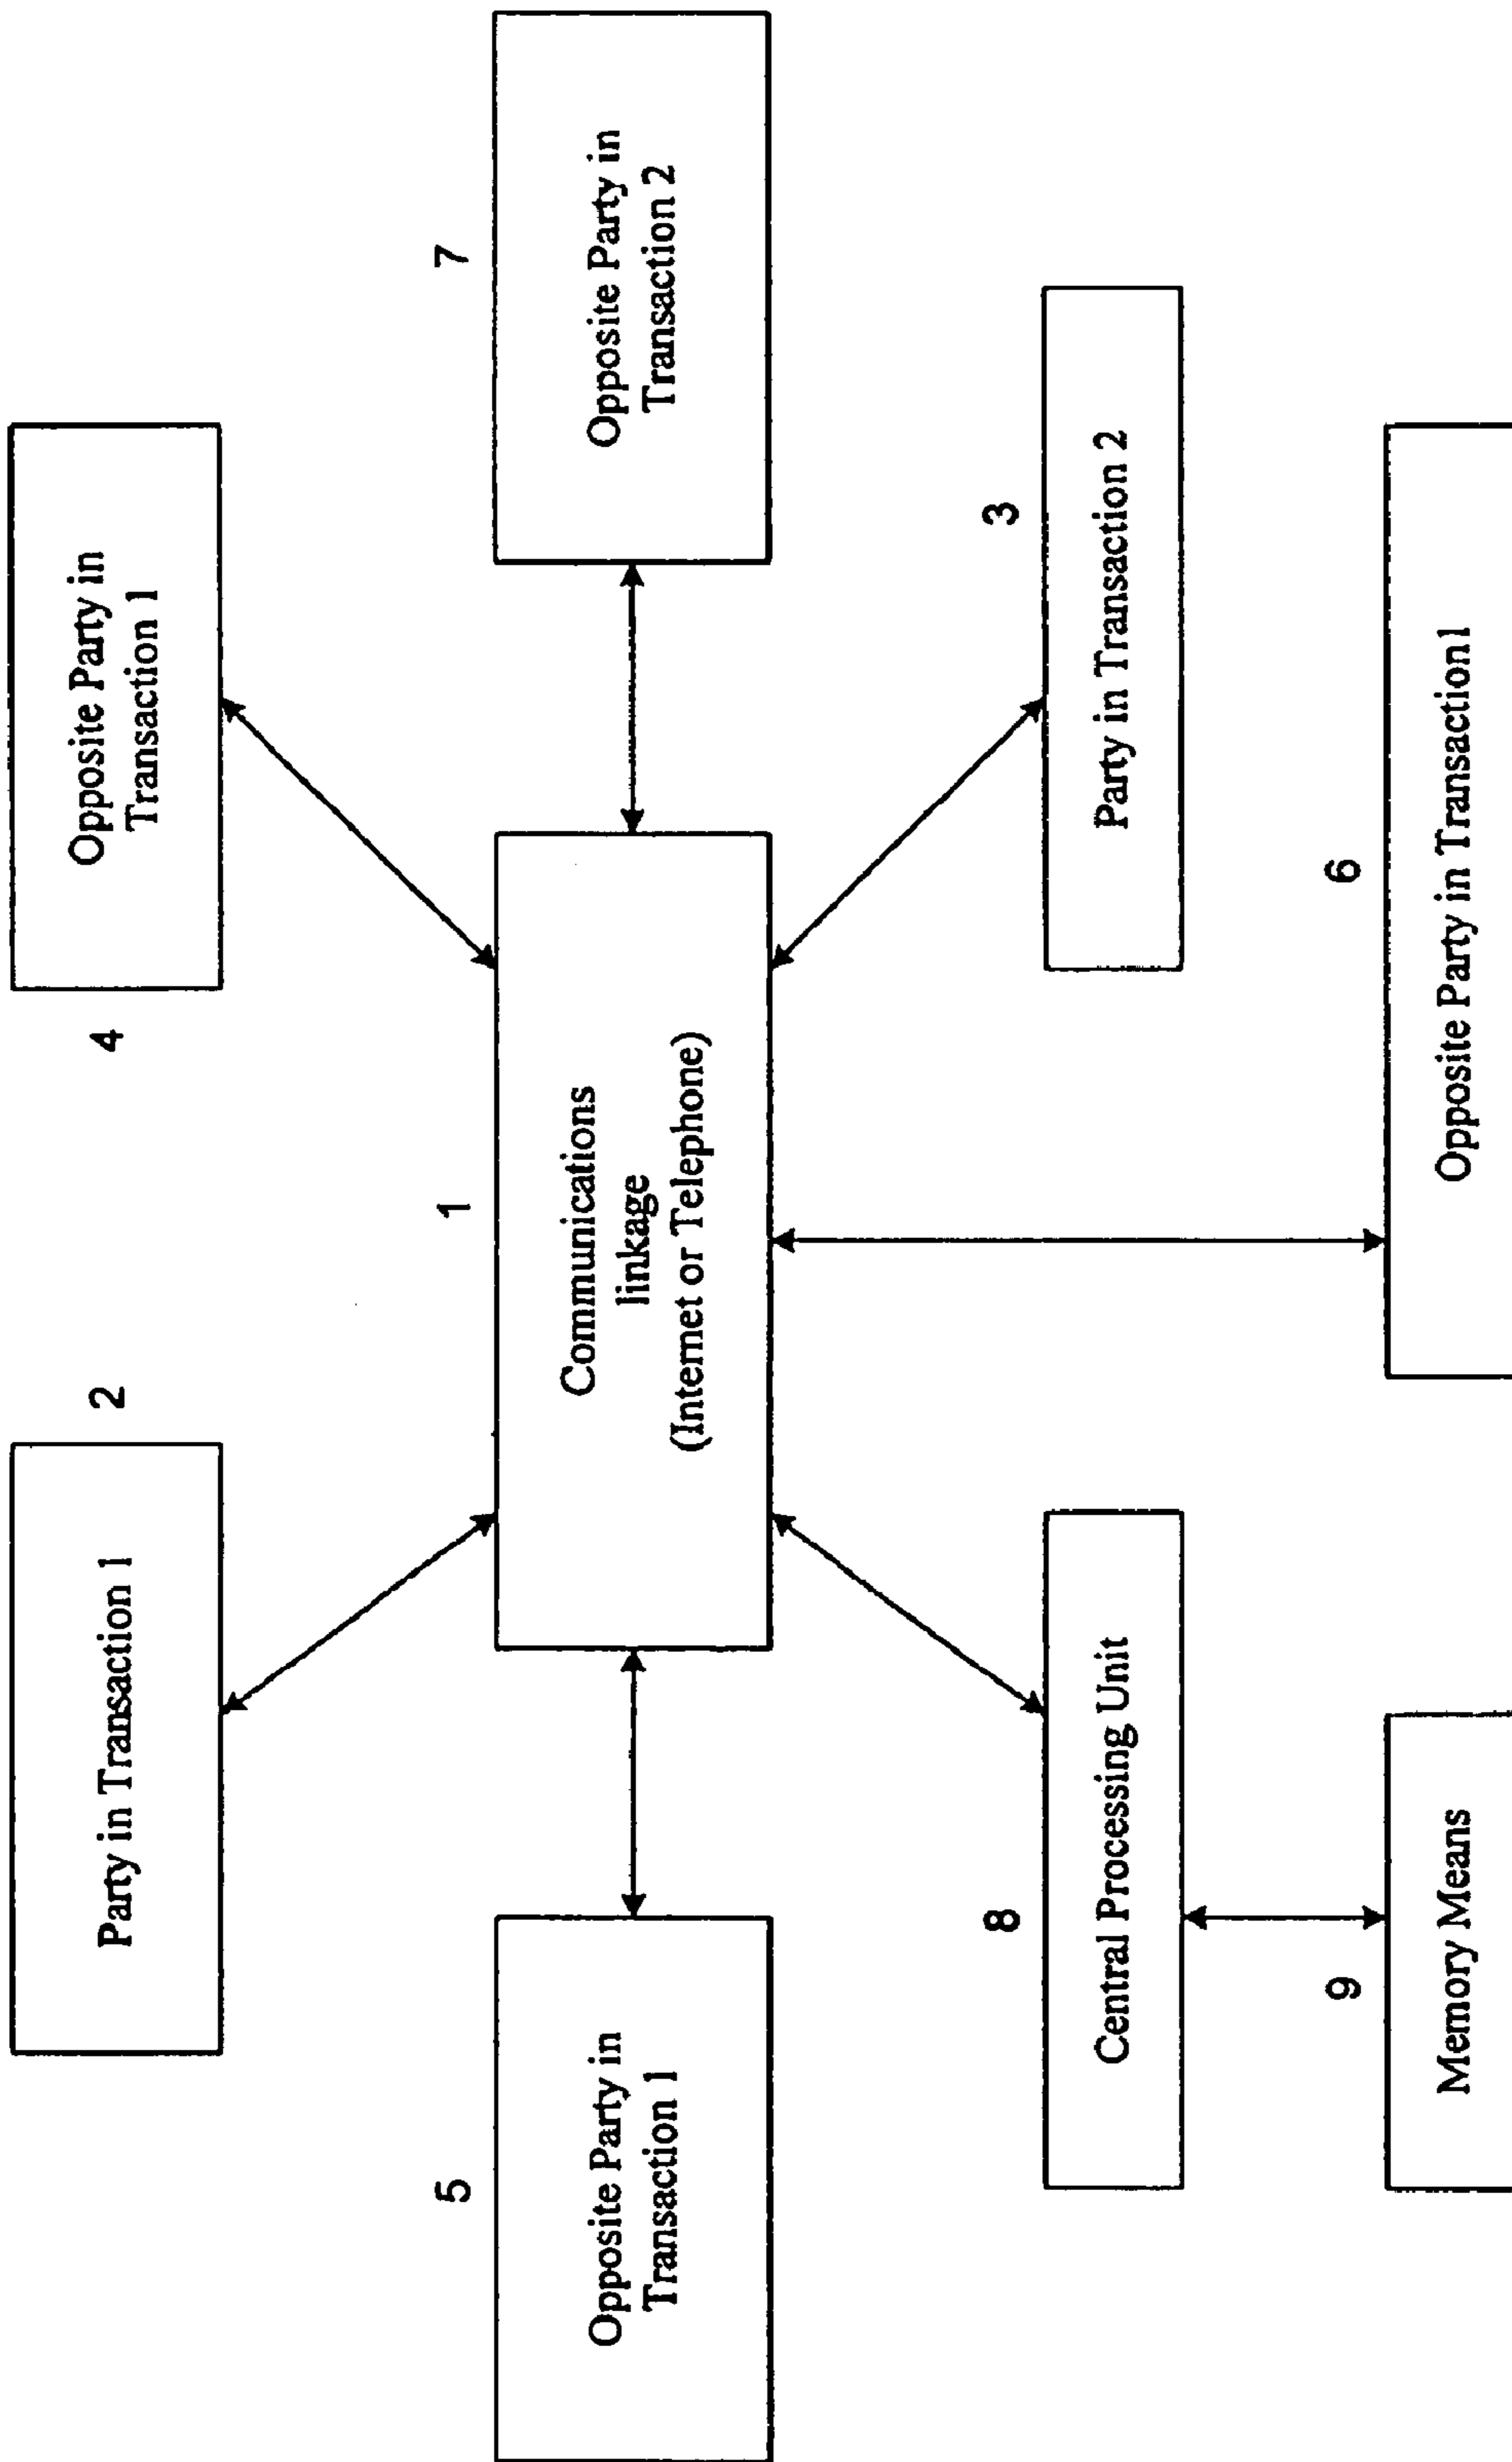 2
Party in Transaction 1
4
Opposite Party in
Transaction 1
5
Opposite Party in
Transaction 1
1
Communications
linkage
(Internet or Telephone)
7
Opposite Party in
Transaction 2
8
Central Processing Unit
3
Party in Transaction 2
9
Memory Means
6
Opposite Party in Transaction1